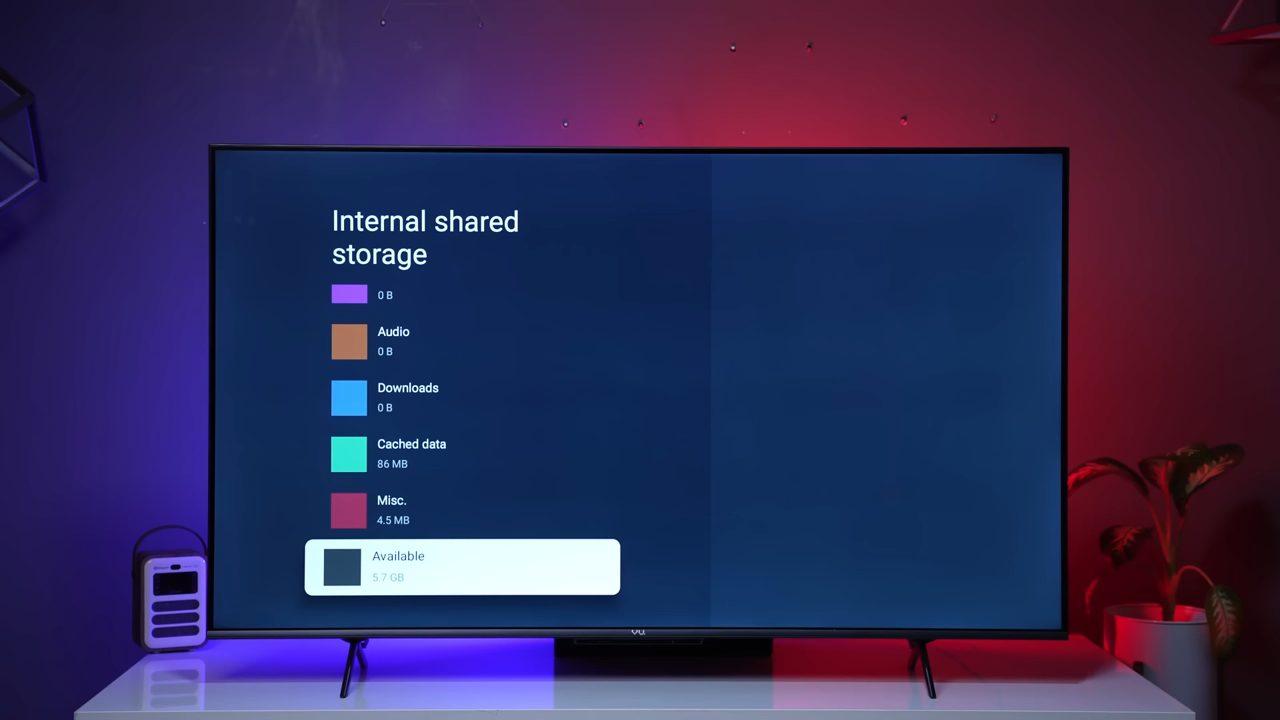 Internal shared
storage
0 B
Audio
0 B
Downloads
0 B
Cached data
86 MB
Misc.
4.5 MB
Available
5.7 GB